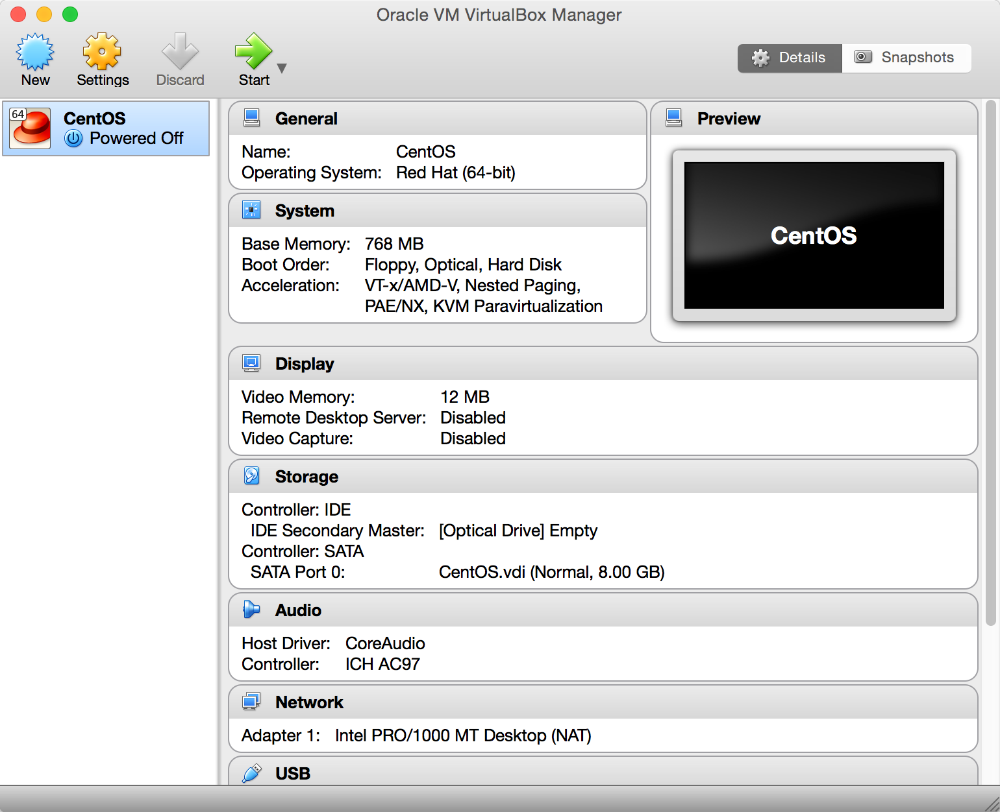 Oracle VM VirtualBox Manager
New
Settings
Discard
Start
Details
Snapshots
64
CentOS
Powered Off
General
Name: CentOS
Operating System: Red Hat (64-bit)
System
Base Memory: 768 MB
Boot Order: Floppy, Optical, Hard Disk
Acceleration: VT-x/AMD-V, Nested Paging,
PAE/NX, KVM Paravirtualization
Preview
CentOS
Display
Video Memory: 12 MB
Remote Desktop Server: Disabled
Video Capture: Disabled
Storage
Controller: IDE
IDE Secondary Master: [Optical Drive] Empty
Controller: SATA
SATA Port 0: CentOS.vdi (Normal, 8.00 GB)
Audio
Host Driver: CoreAudio
Controller: ICH AC97
Network
Adapter 1: Intel PRO/1000 MT Desktop (NAT)
USB